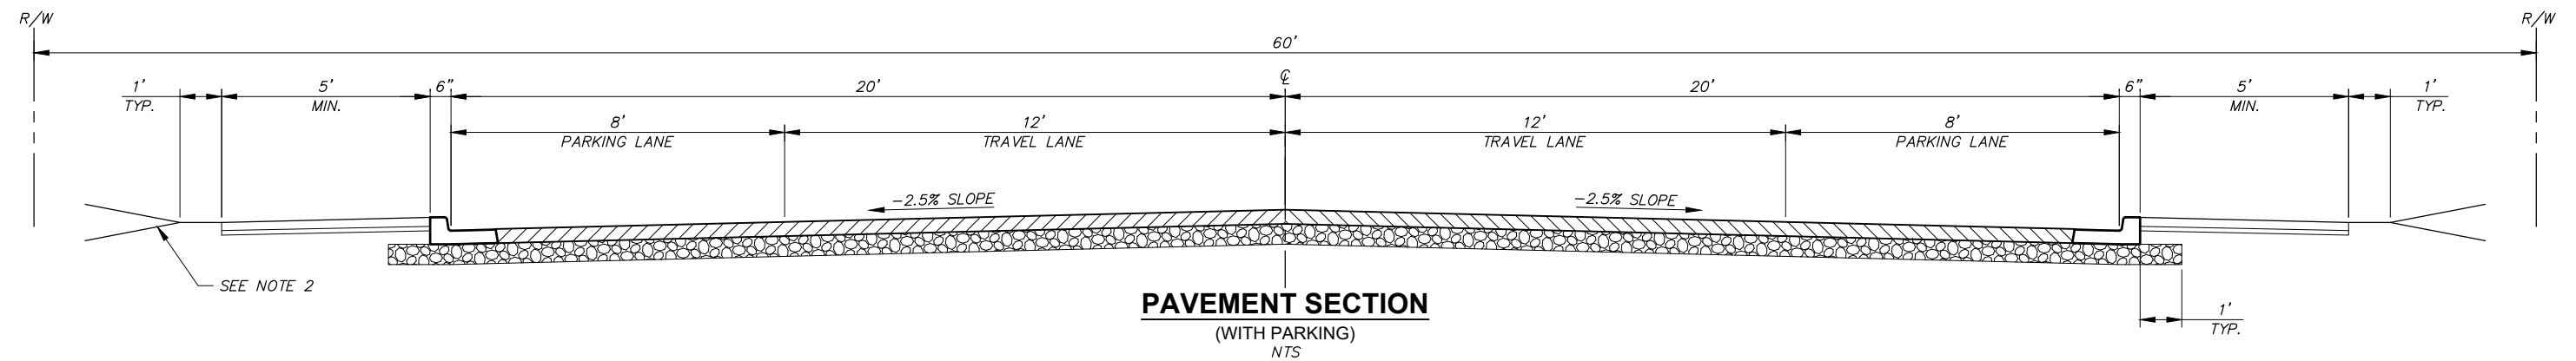 R/W
R/W
60'
℄
1'
TYP.
5'
MIN.
6"
20'
20'
6"
5'
MIN.
1'
TYP.
8'
PARKING LANE
12'
TRAVEL LANE
12'
TRAVEL LANE
8'
PARKING LANE
-2.5% SLOPE
-2.5% SLOPE
SEE NOTE 2
PAVEMENT SECTION
(WITH PARKING)
NTS
1'
TYP.